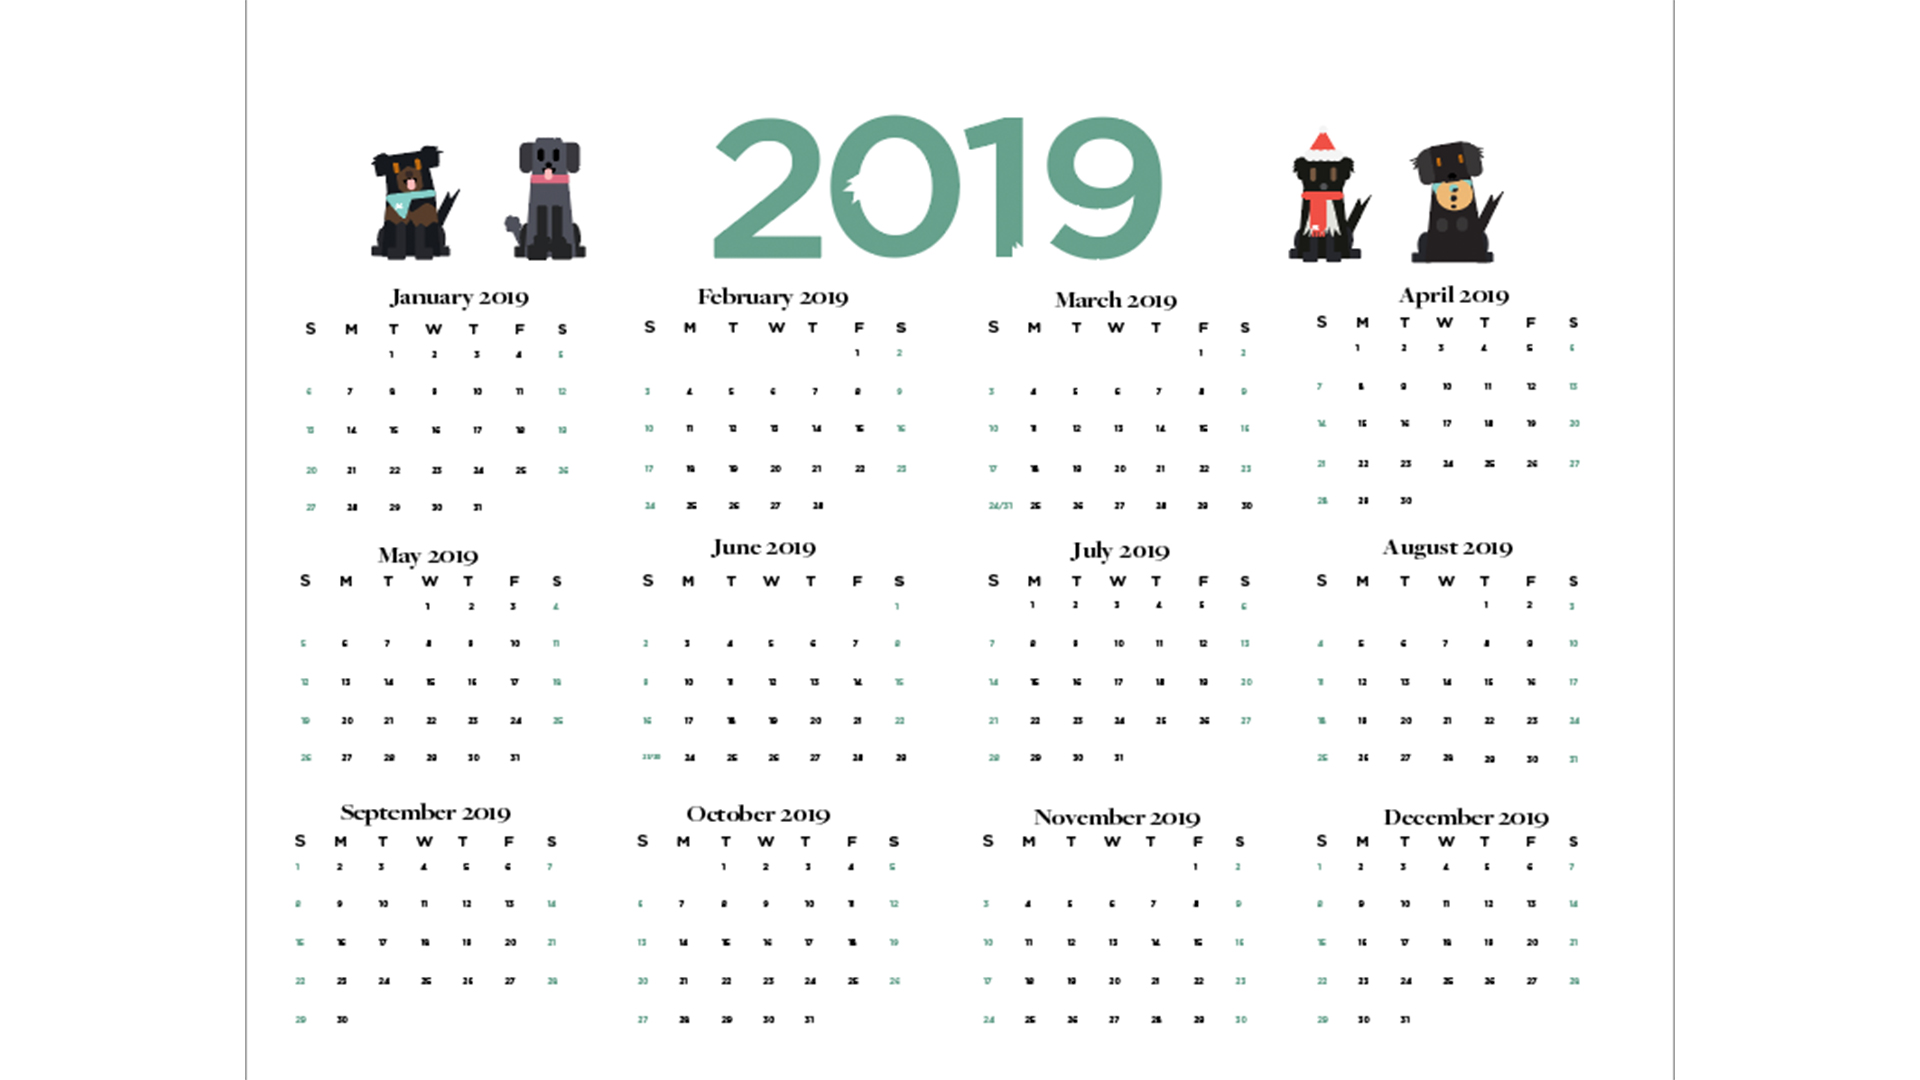 2019
January 2019
S M T W T F S
1 2 3 4 5
6 7 8 9 10 11 12
13 14 15 16 17 18 19
20 21 22 23 24 25 26
27 28 29 30 31
February 2019
S M T W T F S
1 2
3 4 5 6 7 8 9
10 11 12 13 14 15 16
17 18 19 20 21 22 23
24 25 26 27 28
March 2019
S M T W T F S
1 2
3 4 5 6 7 8 9
10 11 12 13 14 15 16
17 18 19 20 21 22 23
24/31 25 26 27 28 29 30
April 2019
S M T W T F S
1 2 3 4 5 6
7 8 9 10 11 12 13
14 15 16 17 18 19 20
21 22 23 24 25 26 27
28 29 30
May 2019
S M T W T F S
1 2 3 4
5 6 7 8 9 10 11
12 13 14 15 16 17 18
19 20 21 22 23 24 25
26 27 28 29 30 31
June 2019
S M T W T F S
1
2 3 4 5 6 7 8
9 10 11 12 13 14 15
16 17 18 19 20 21 22
23/30 24 25 26 27 28 29
July 2019
S M T W T F S
1 2 3 4 5 6
7 8 9 10 11 12 13
14 15 16 17 18 19 20
21 22 23 24 25 26 27
28 29 30 31
August 2019
S M T W T F S
1 2 3
4 5 6 7 8 9 10
11 12 13 14 15 16 17
18 19 20 21 22 23 24
25 26 27 28 29 30 31
September 2019
S M T W T F S
1 2 3 4 5 6 7
8 9 10 11 12 13 14
15 16 17 18 19 20 21
22 23 24 25 26 27 28
29 30
October 2019
S M T W T F S
1 2 3 4 5
6 7 8 9 10 11 12
13 14 15 16 17 18 19
20 21 22 23 24 25 26
27 28 29 30 31
November 2019
S M T W T F S
1 2
3 4 5 6 7 8 9
10 11 12 13 14 15 16
17 18 19 20 21 22 23
24 25 26 27 28 29 30
December 2019
S M T W T F S
1 2 3 4 5 6 7
8 9 10 11 12 13 14
15 16 17 18 19 20 21
22 23 24 25 26 27 28
29 30 31